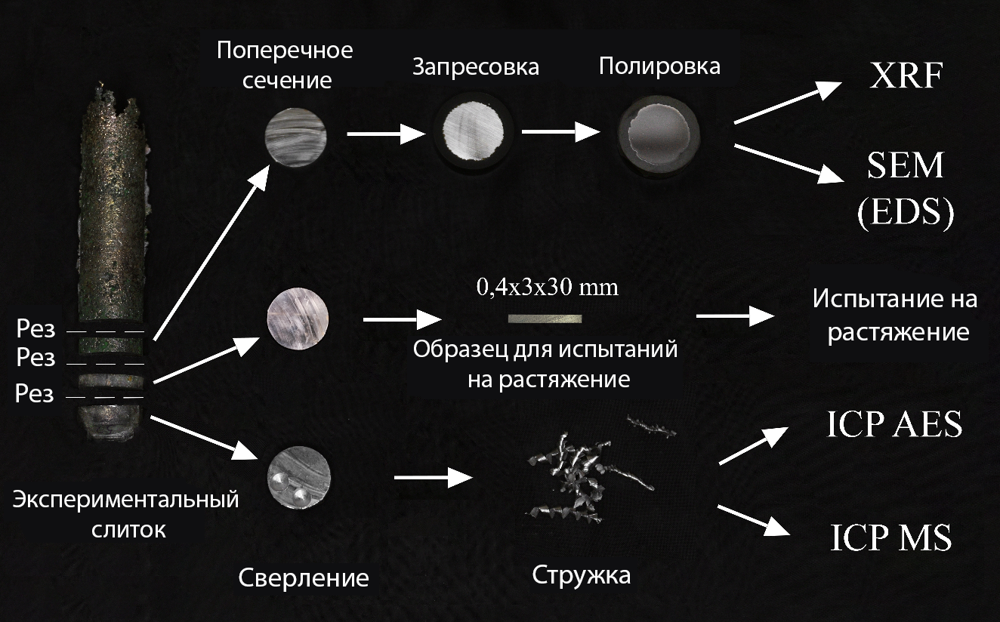 Поперечное
сечение
Запресовка
Полировка
XRF
SEM
(EDS)
Рез
Рез
Рез
0,4x3x30 mm
Образец для испытаний
на растяжение
Испытание на
растяжение
Экспериментальный
слиток
Сверление
Стружка
ICP AES
ICP MS